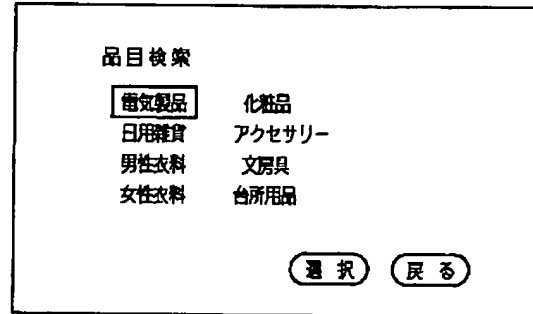 品目検索
電気製品 化粧品
日用雑貨 アクセサリー
男性衣料 文房具
女性衣料 台所用品
選択 戻る